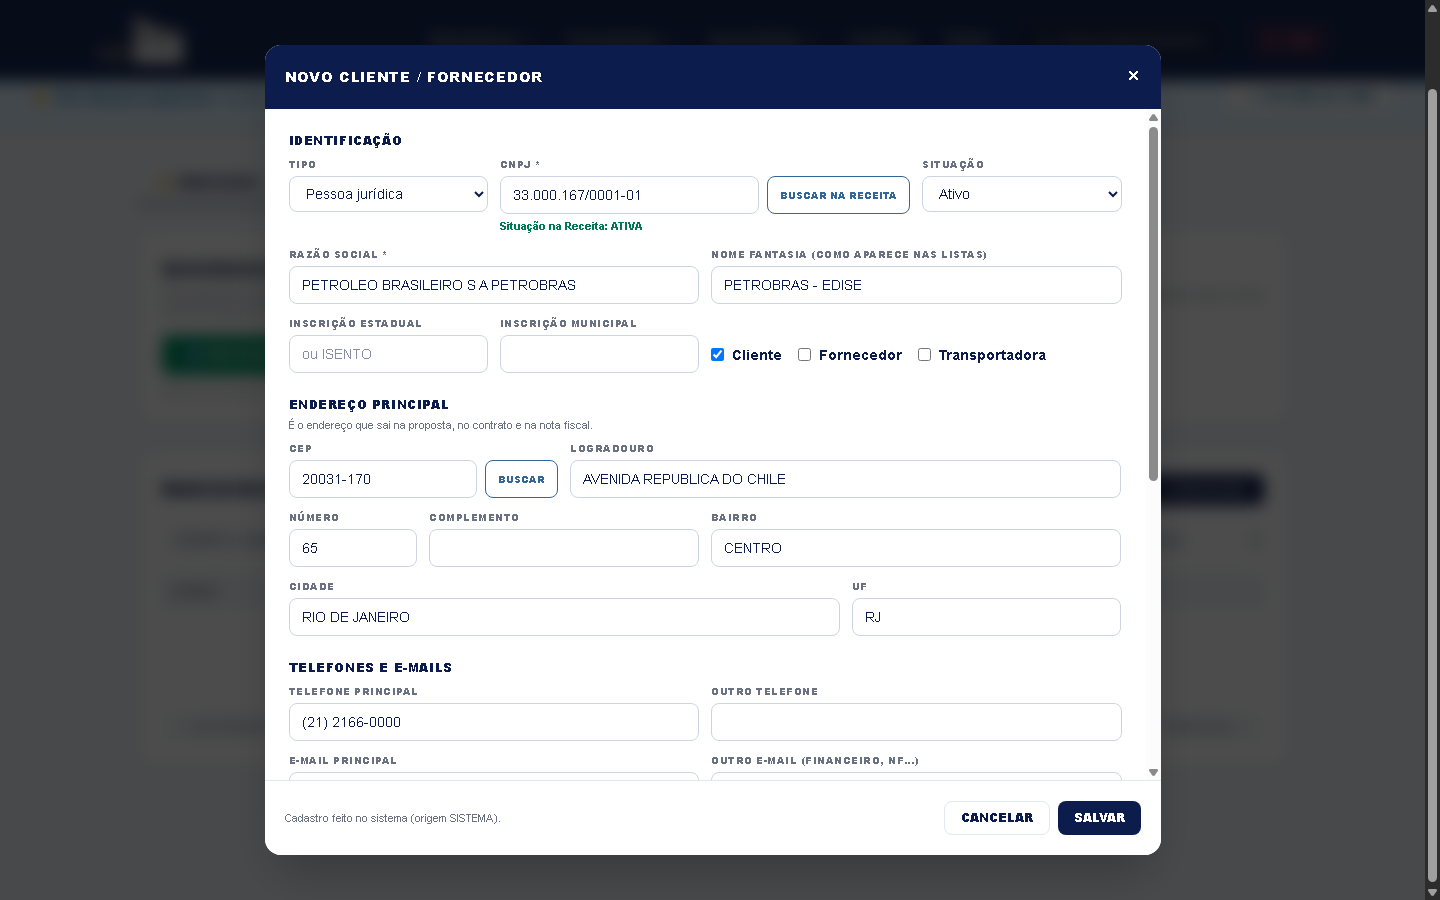 NOVO CLIENTE / FORNECEDOR
×
IDENTIFICAÇÃO
TIPO
CNPJ *
SITUAÇÃO
Pessoa jurídica
33.000.167/0001-01
BUSCAR NA RECEITA
Ativo
Situação na Receita: ATIVA
RAZÃO SOCIAL *
NOME FANTASIA (COMO APARECE NAS LISTAS)
PETROLEO BRASILEIRO S A PETROBRAS
PETROBRAS - EDISE
INSCRIÇÃO ESTADUAL
INSCRIÇÃO MUNICIPAL
ou ISENTO
Cliente
Fornecedor
Transportadora
ENDEREÇO PRINCIPAL
É o endereço que sai na proposta, no contrato e na nota fiscal.
CEP
LOGRADOURO
20031-170
BUSCAR
AVENIDA REPUBLICA DO CHILE
NÚMERO
COMPLEMENTO
BAIRRO
65
CENTRO
CIDADE
UF
RIO DE JANEIRO
RJ
TELEFONES E E-MAILS
TELEFONE PRINCIPAL
OUTRO TELEFONE
(21) 2166-0000
E-MAIL PRINCIPAL
OUTRO E-MAIL (FINANCEIRO, NF...)
Cadastro feito no sistema (origem SISTEMA).
CANCELAR
SALVAR